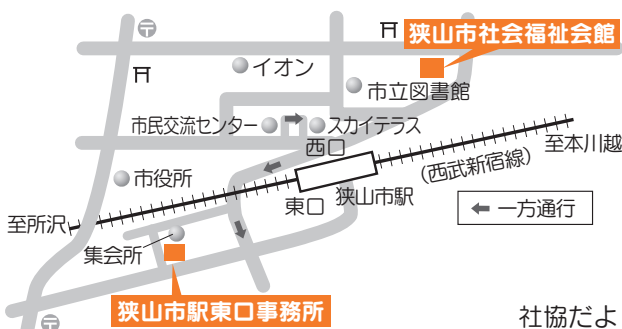 狭山市社会福祉会館
イオン
市立図書館
市民交流センター
スカイテラス
西口
至本川越
(西武新宿線)
市役所
狭山市駅
東口
← 一方通行
至所沢
集会所
狭山市駅東口事務所
社協だよ